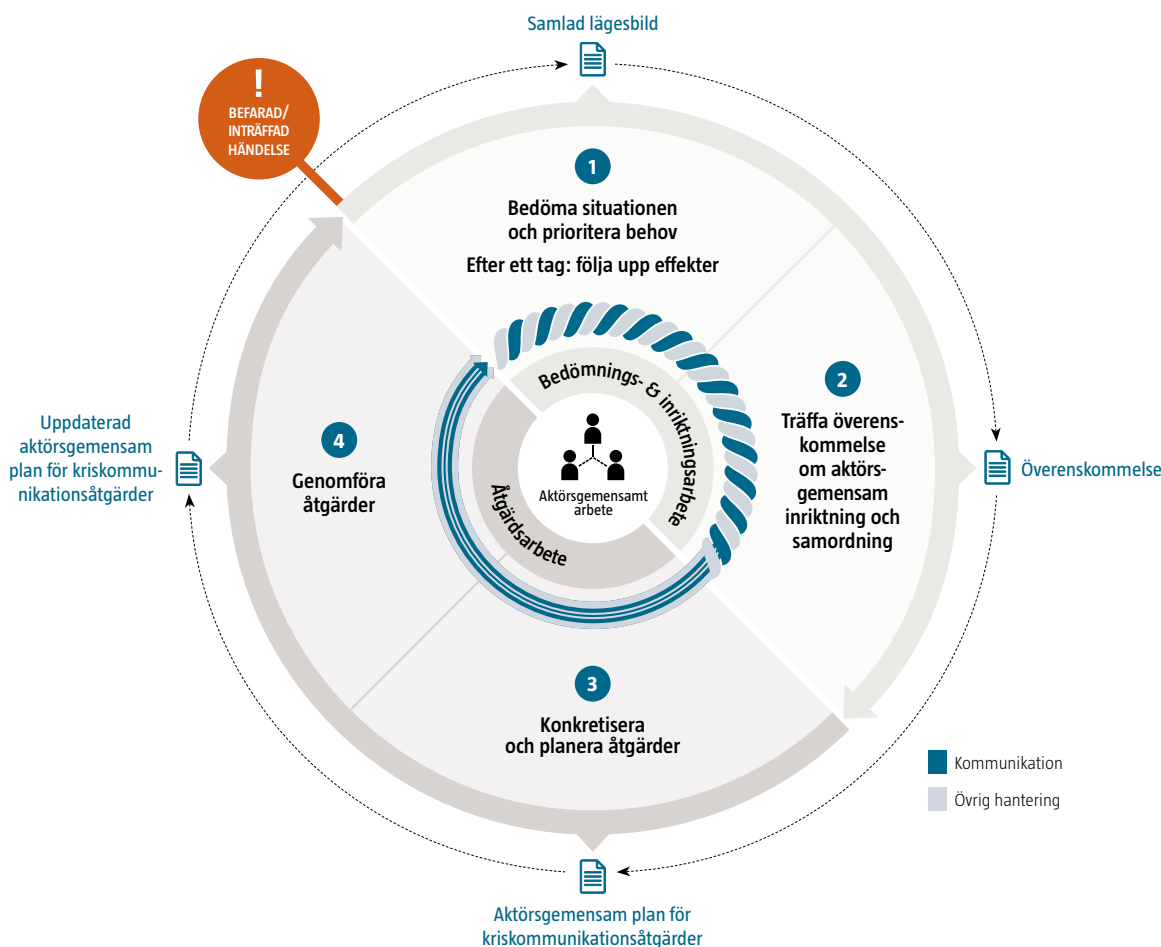 Samlad lägesbild
!
BEFARAD/
INTRÄFFAD
HÄNDELSE
1
Bedöma situationen
och prioritera behov
Efter ett tag: följa upp effekter
2
Träffa överens-
kommelse
om aktörs-
gemensam
inriktning och
samordning
Överenskommelse
Bedömnings- & inriktningsarbete
Aktörsgemensamt
arbete
Åtgärdsarbete
4
Genomföra
åtgärder
Uppdaterad
aktörsgemensam
plan för kriskommu-
nikationsåtgärder
3
Konkretisera
och planera åtgärder
Kommunikation
Övrig hantering
Aktörsgemensam plan för
kriskommunikationsåtgärder